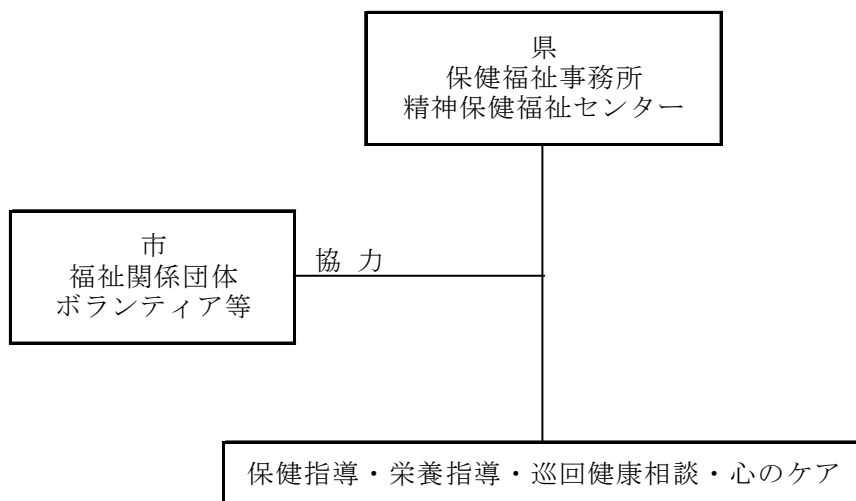 県
保健福祉事務所
精神保健福祉センター
市
福祉関係団体
ボランティア等
協 力
保健指導・栄養指導・巡回健康相談・心のケア